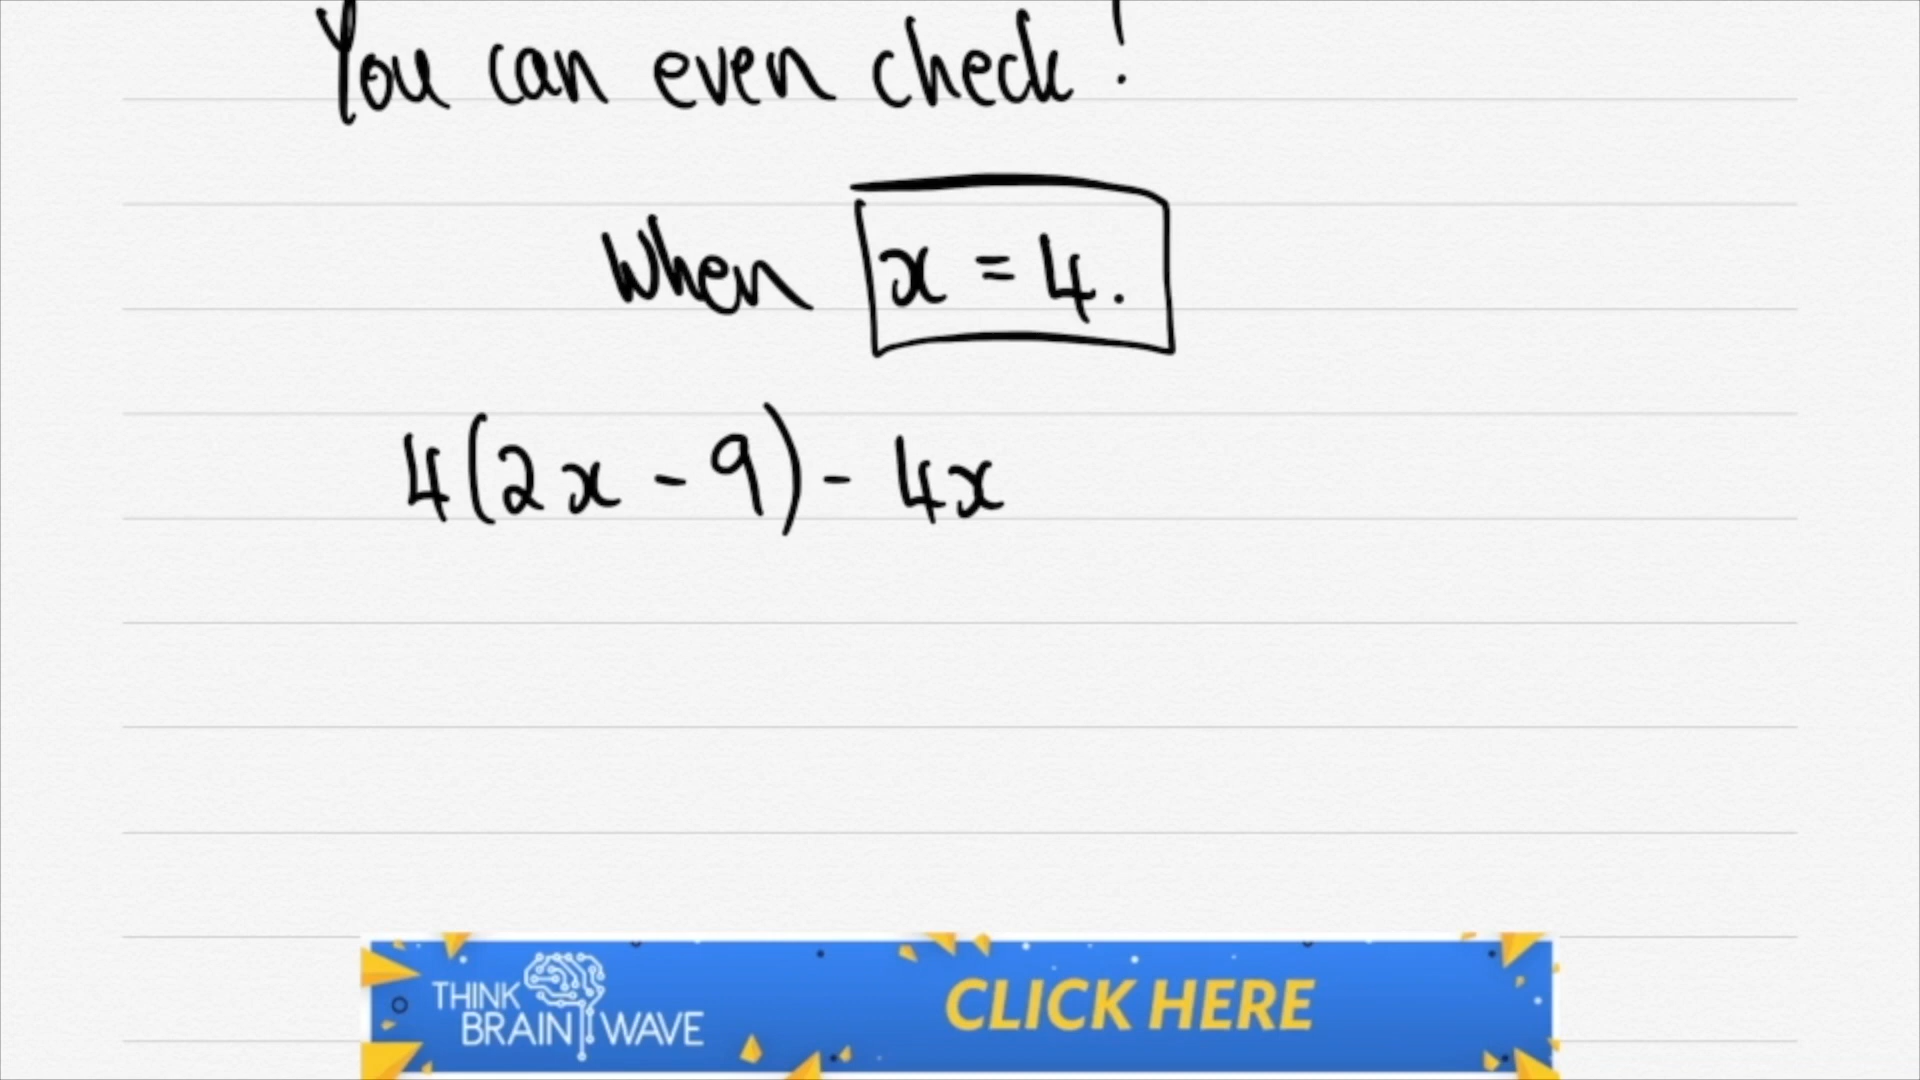 You can even check!
When x = 4.
4(2x - 9) - 4x
THINK
BRAIN WAVE
CLICK HERE